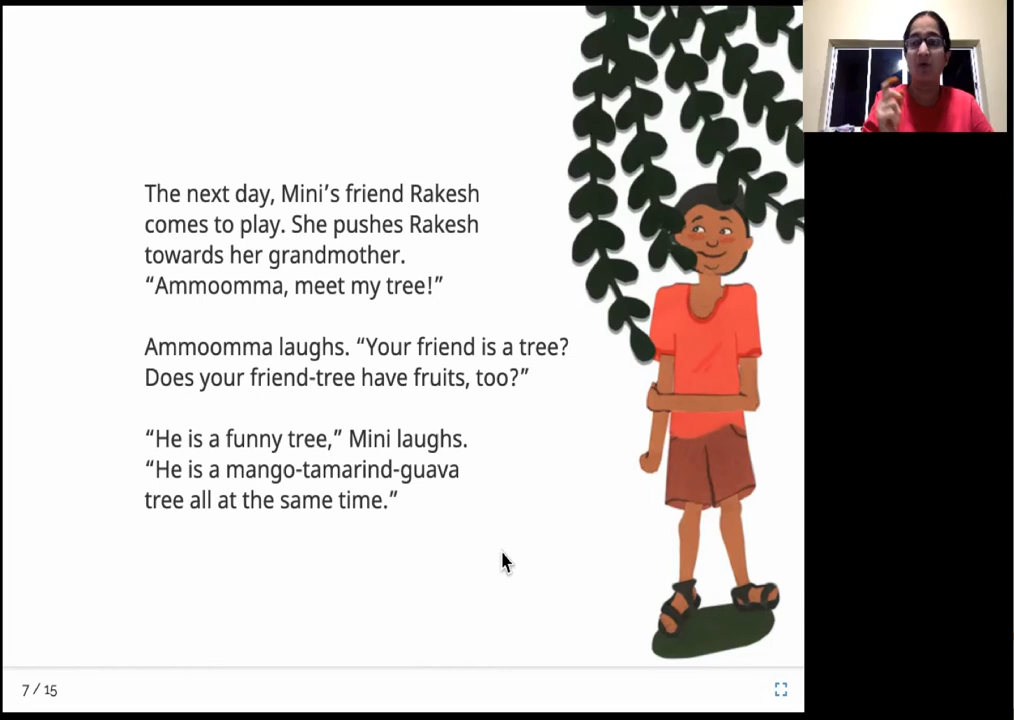 The next day, Mini’s friend Rakesh
comes to play. She pushes Rakesh
towards her grandmother.
“Ammoomma, meet my tree!”
Ammoomma laughs. “Your friend is a tree?
Does your friend-tree have fruits, too?”
“He is a funny tree,” Mini laughs.
“He is a mango-tamarind-guava
tree all at the same time.”
7 / 15